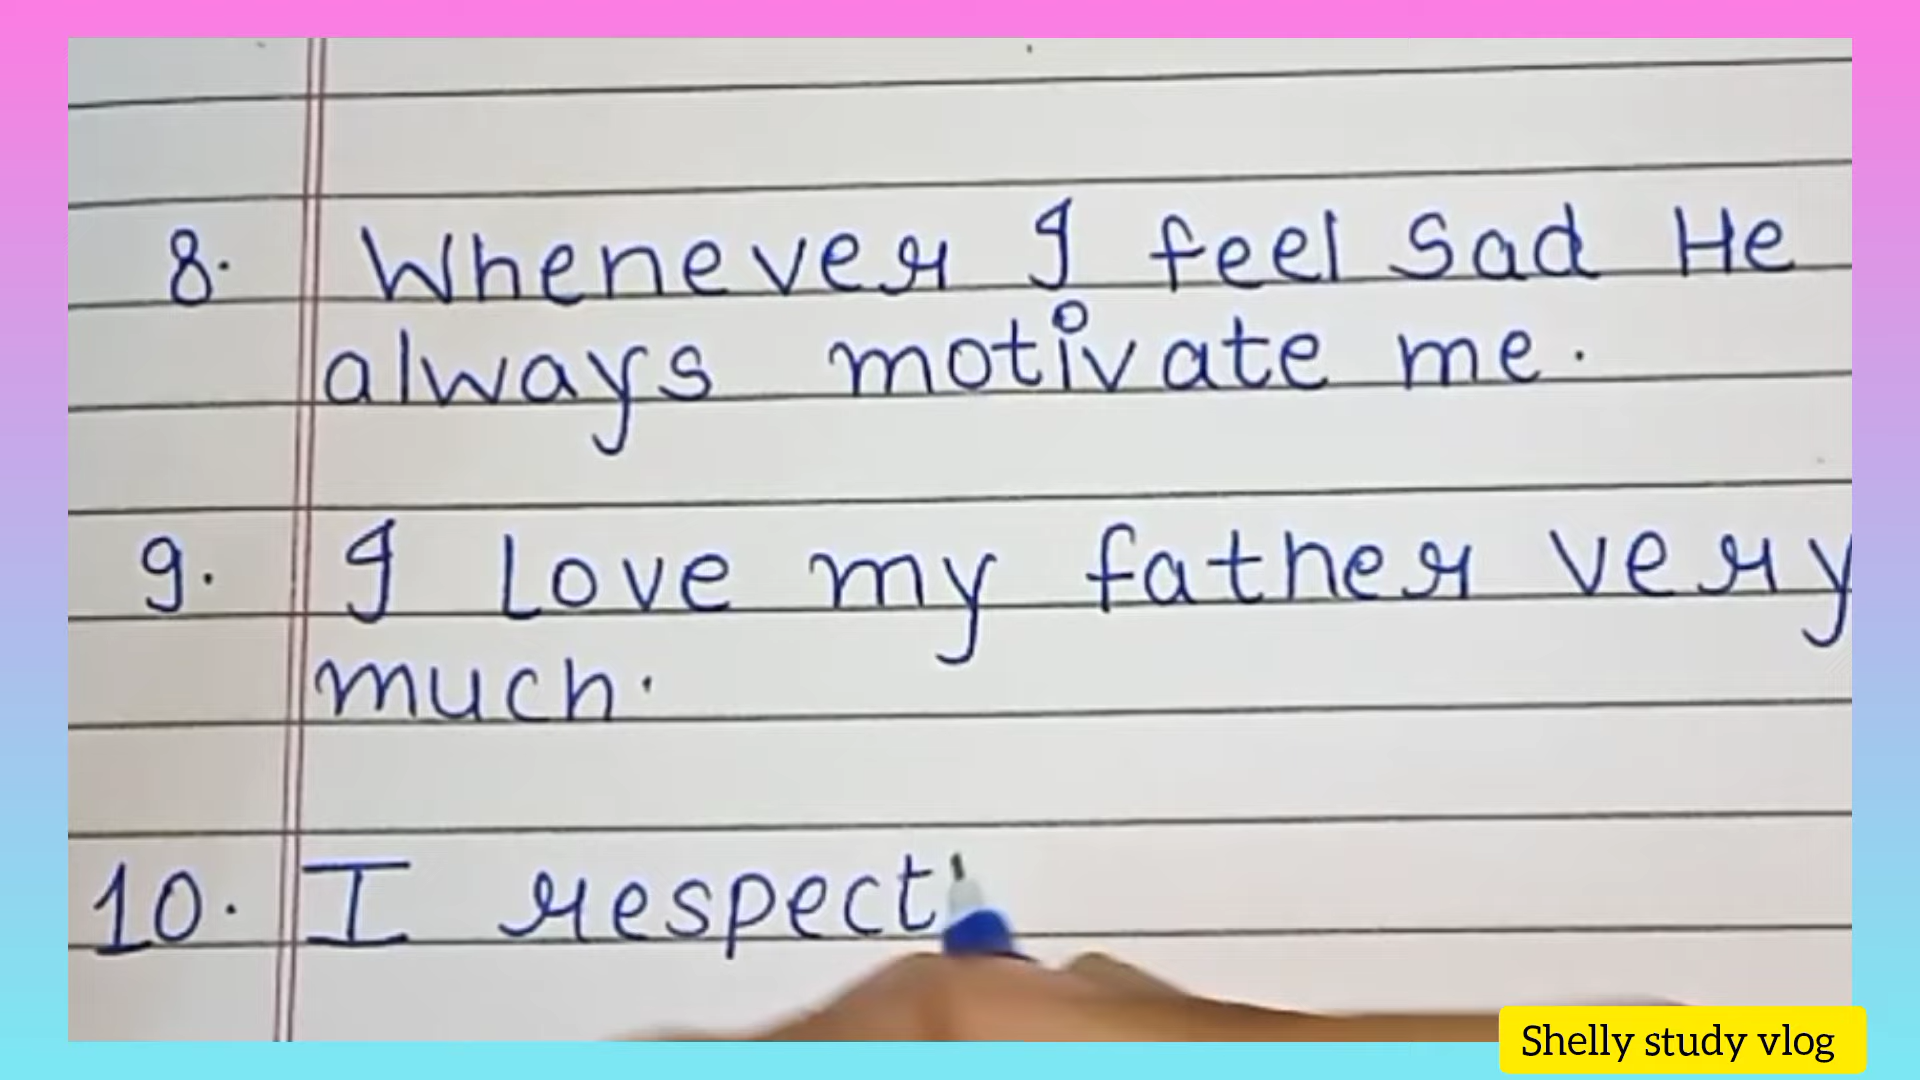 8. Whenever I feel Sad He
always motivate me.
9. I Love my father very
much.
10. I respect
Shelly study vlog